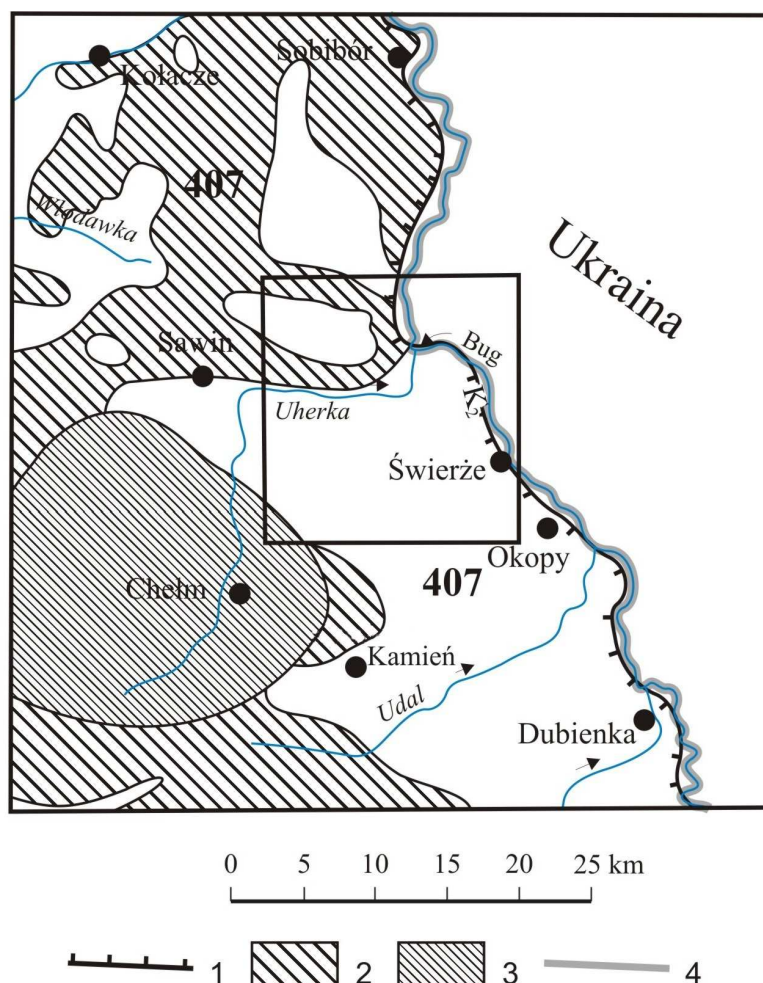 Sobibór
Kołacze
407
Włodawka
Ukraina
Sawin
Bug
Uherka
K2
Świerże
Okopy
Chełm
407
Kamień
Udal
Dubienka
0 5 10 15 20 25 km
1 2 3 4